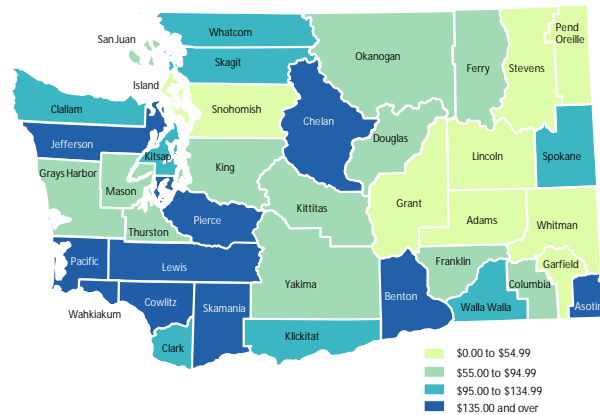 Whatcom
San Juan
Skagit
Island
Okanogan
Ferry
Stevens
Pend
Oreille
Clallam
Snohomish
Chelan
Jefferson
Kitsap
Douglas
Lincoln
Spokane
Grays Harbor
Mason
King
Kittitas
Grant
Adams
Whitman
Thurston
Pierce
Pacific
Lewis
Franklin
Garfield
Columbia
Yakima
Benton
Walla Walla
Asotin
Wahkiakum
Cowlitz
Skamania
Clark
Klickitat
$0.00 to $54.99
$55.00 to $94.99
$95.00 to $134.99
$135.00 and over